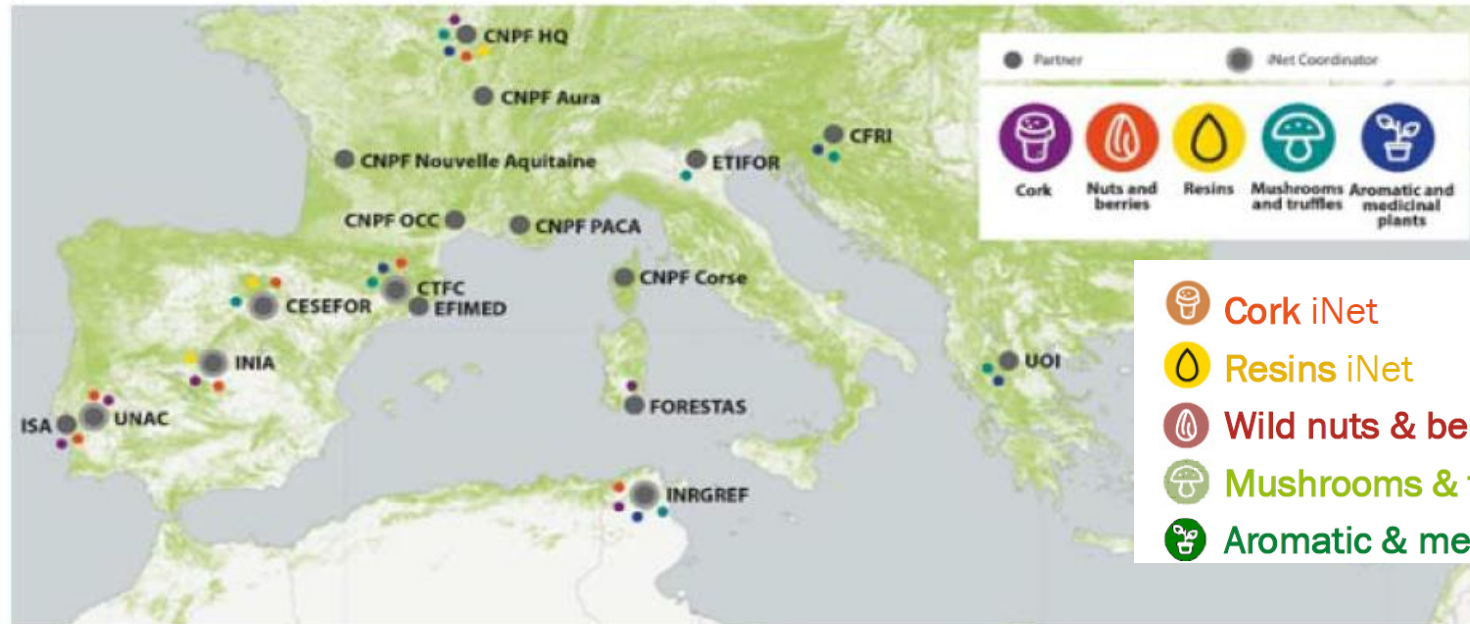 CNPF HQ
CNPF Aura
CNPF Nouvelle Aquitaine
CNPF OCC
CNPF PACA
ETIFOR
CFRI
CNPF Corse
CTFC
EFIMED
CESEFOR
INIA
ISA
UNAC
FORESTAS
UOI
INRGREF
Partner
iNet Coordinator
Cork
Nuts and
berries
Resins
Mushrooms
and truffles
Aromatic and
medicinal
plants
Cork iNet
Resins iNet
Wild nuts & be
Mushrooms &
Aromatic & me